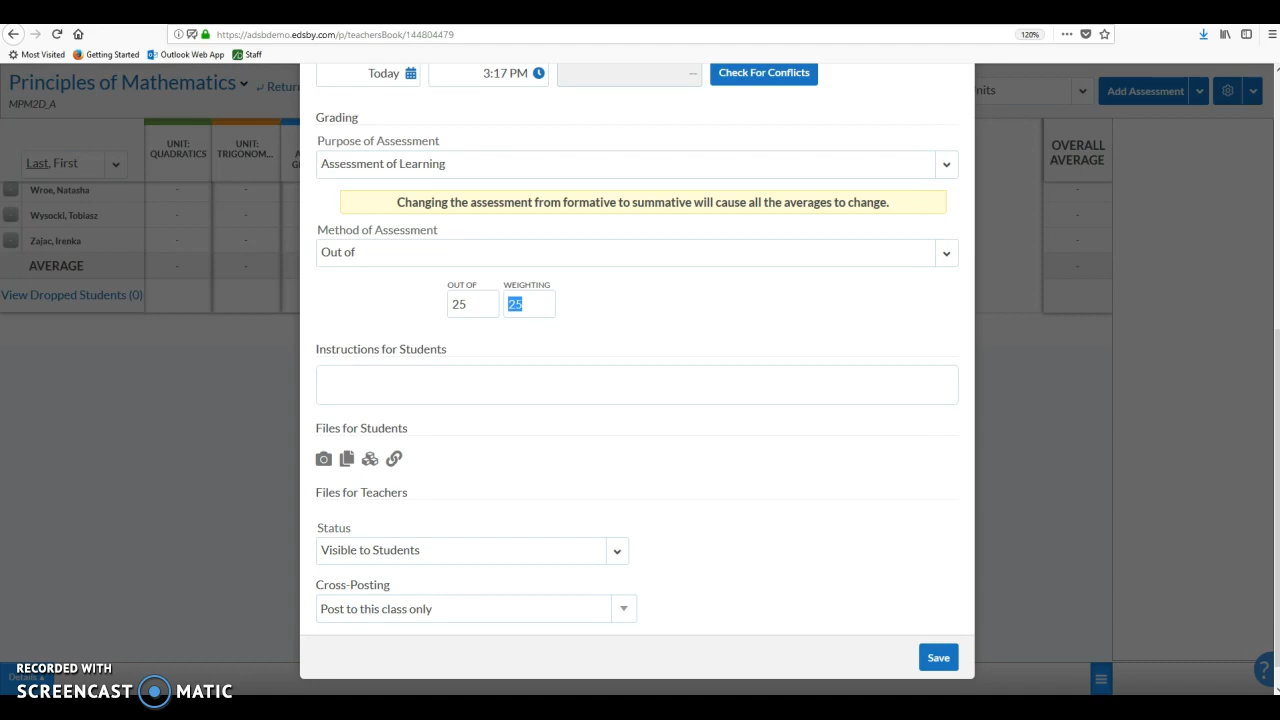 https://adsbdemo.edsby.com/p/teachersBook/144804479
120%
Most Visited Getting Started Outlook Web App Staff
Principles of Mathematics
MPM2D_A
Today
3:17 PM
--
Check For Conflicts
Add Assessment
Last, First
UNIT: QUADRATICS
UNIT: TRIGONOM...
OVERALL AVERAGE
Wroe, Natasha - - -
Wysocki, Tobiasz - - -
Zajac, Irenka - - -
AVERAGE - - -
View Dropped Students (0)
Grading
Purpose of Assessment
Assessment of Learning
Changing the assessment from formative to summative will cause all the averages to change.
Method of Assessment
Out of
OUT OF WEIGHTING
25 25
Instructions for Students
Files for Students
Files for Teachers
Status
Visible to Students
Cross-Posting
Post to this class only
Save
Details
?
RECORDED WITH
SCREENCAST MATIC